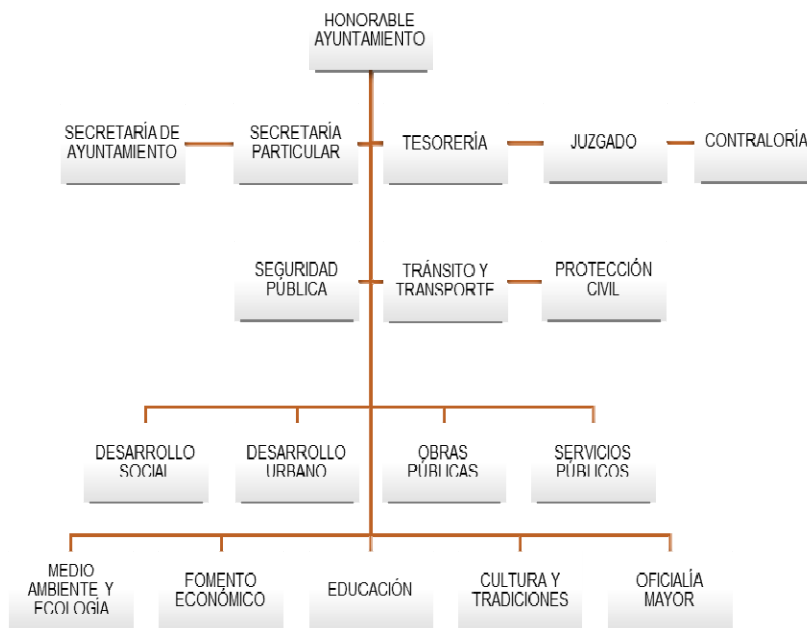 HONORABLE
AYUNTAMIENTO
SECRETARÍA DE
AYUNTAMIENTO
SECRETARÍA
PARTICULAR
TESORERÍA
JUZGADO
CONTRALORÍA
SEGURIDAD
PÚBLICA
TRÁNSITO Y
TRANSPORTE
PROTECCIÓN
CIVIL
DESARROLLO
SOCIAL
DESARROLLO
URBANO
OBRAS
PÚBLICAS
SERVICIOS
PÚBLICOS
MEDIO
AMBIENTE Y
ECOLOGÍA
FOMENTO
ECONÓMICO
EDUCACIÓN
CULTURA Y
TRADICIONES
OFICIALÍA
MAYOR